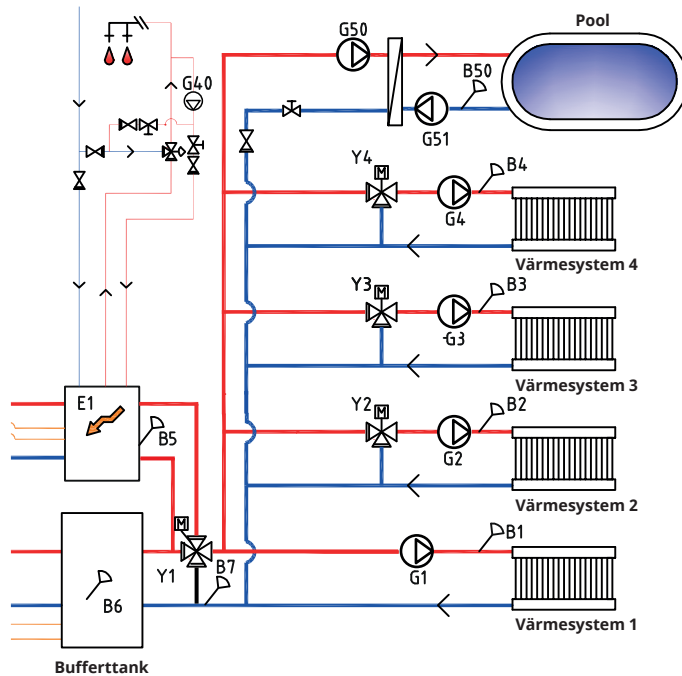 Pool
G50
G40
B50
G51
Y4
M
B4
G4
Värmesystem 4
Y3
M
B3
G3
Värmesystem 3
E1
B5
Y2
M
B2
G2
Värmesystem 2
M
Y1
B7
B1
G1
B6
Värmesystem 1
Bufferttank